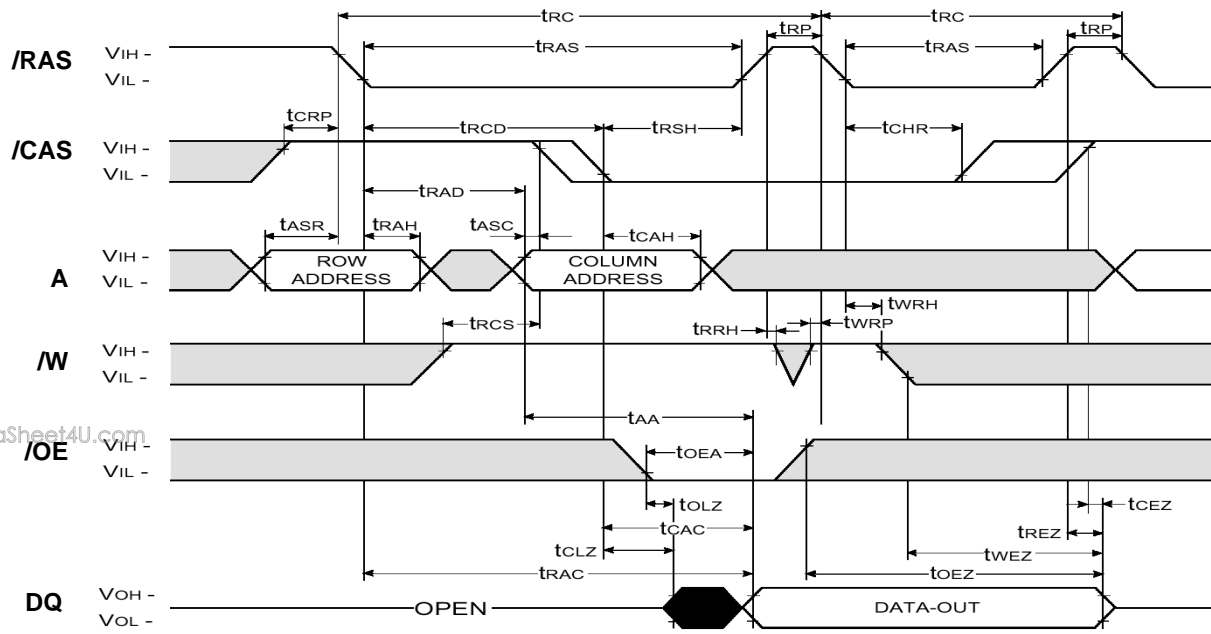 tRC tRC
tRP tRP
/RAS VIH - tRAS tRAS
VIL -
tCRP tRCD tRSH tCHR
/CAS VIH -
VIL -
tRAD
tASR tRAH tASC tCAH
A VIH - ROW ADDRESS COLUMN ADDRESS
VIL -
tRCS tRRH tWRP tWRH
/W VIH -
VIL -
tAA
aSheet4U.com
/OE VIH - tOEA
VIL -
tOLZ tCEZ
tCAC tREZ
tCLZ tWEZ
tRAC tOEZ
DQ VOH - OPEN DATA-OUT
VOL -